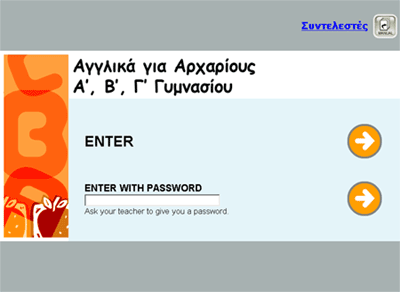 Συντελεστές
Αγγλικά για Αρχαρίους
Α', Β', Γ' Γυμνασίου
ENTER
ENTER WITH PASSWORD
Ask your teacher to give you a password.